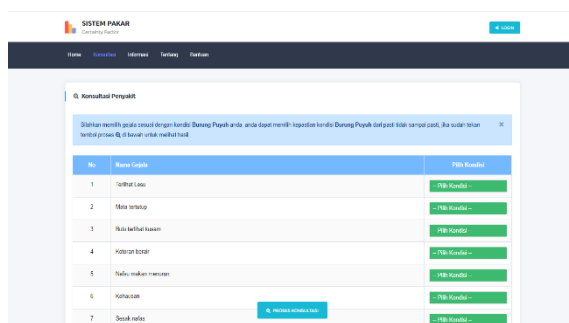 SISTEM PAKAR
Certainty Factor
LOGIN
Home Konsultasi Informasi Tentang Bantuan
Konsultasi Penyakit
Silahkan memilih gejala sesuai dengan kondisi Burung Puyuh anda, anda dapat memilih kepastian kondisi Burung Puyuh dari pasti tidak sampai pasti, jika sudah tekan
tombol proses di bawah untuk melihat hasil.
×
No Nama Gejala Pilih Kondisi
1 Terlihat Lesu -- Pilih Kondisi --
2 Mata tertutup -- Pilih Kondisi --
3 Bulu terlihat kusam -- Pilih Kondisi --
4 Kotoran berair -- Pilih Kondisi --
5 Nafsu makan menurun -- Pilih Kondisi --
6 Kehausan -- Pilih Kondisi --
PROSES KONSULTASI
7 Sesak nafas -- Pilih Kondisi --